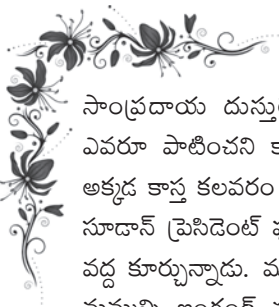 సాంప్రదాయ
ఎవరూ పాటించని
అక్కడ కాస్త కలవరం
సూడాన్ ప్రెసిడెంట్
వద్ద కూర్చున్నాడు.